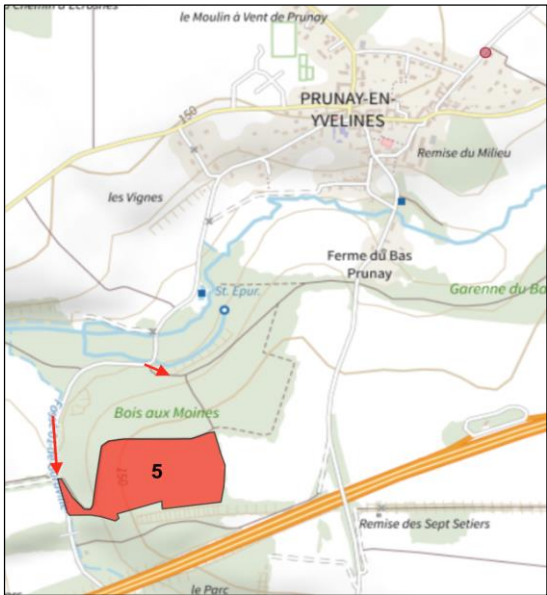 le Moulin à Vent de Prunay
150
PRUNAY-EN-
YVELINES
Remise du Milieu
les Vignes
Ferme du Bas
Prunay
St. Epur.
Garenne du Ba
Bois aux Moines
5
150
Remise des Sept Setiers
le Parc